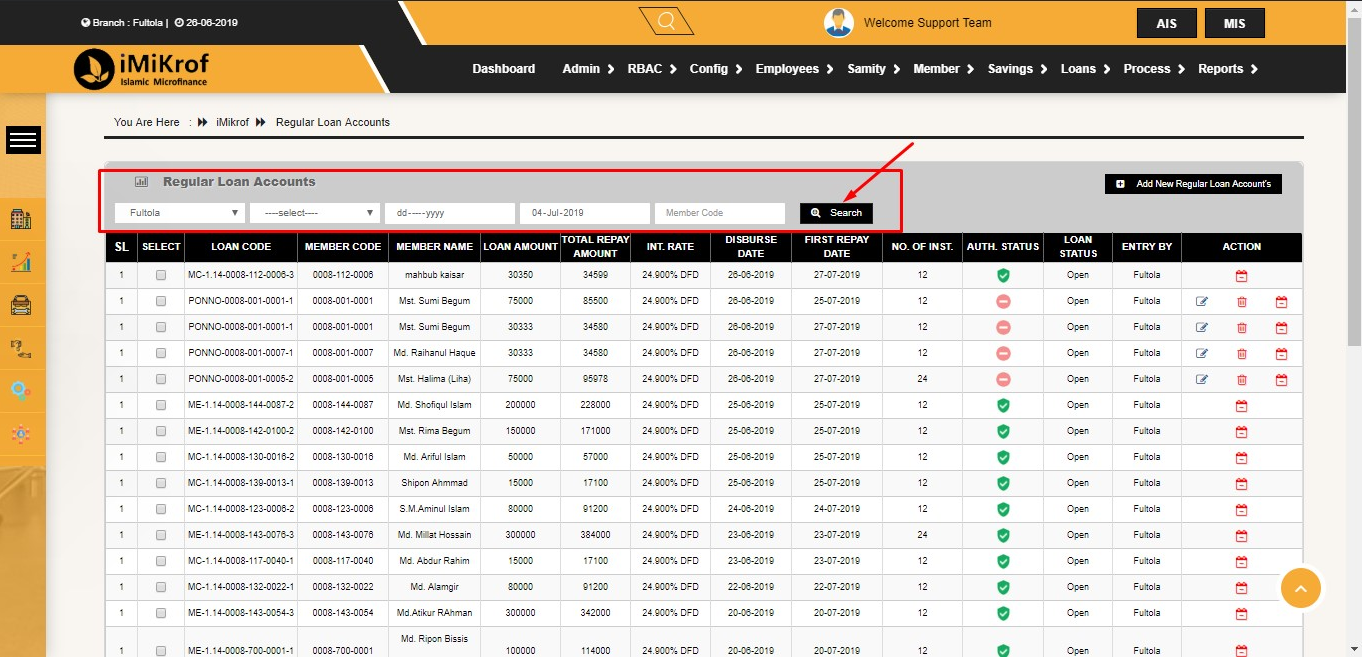 Branch : Fultola | 26-06-2019
Welcome Support Team
AIS MIS
iMiKrof
Islamic Microfinance
Dashboard Admin RBAC Config Employees Samity Member Savings Loans Process Reports
You Are Here : iMikrof Regular Loan Accounts
Regular Loan Accounts
Add New Regular Loan Account's
Fultola ----select---- dd-----yyyy 04-Jul-2019 Member Code Search
SL SELECT LOAN CODE MEMBER CODE MEMBER NAME LOAN AMOUNT TOTAL REPAY AMOUNT INT. RATE DISBURSE DATE FIRST REPAY DATE NO. OF INST. AUTH. STATUS LOAN STATUS ENTRY BY ACTION
1 MC-1.14-0008-112-0006-3 0008-112-0006 mahbub kaisar 30350 34599 24.900% DFD 26-06-2019 27-07-2019 12 Open Fultola
1 PONNO-0008-001-0001-1 0008-001-0001 Mst. Sumi Begum 75000 85500 24.900% DFD 26-06-2019 25-07-2019 12 Open Fultola
1 PONNO-0008-001-0001-1 0008-001-0001 Mst. Sumi Begum 30333 34580 24.900% DFD 26-06-2019 27-07-2019 12 Open Fultola
1 PONNO-0008-001-0007-1 0008-001-0007 Md. Raihanul Haque 30333 34580 24.900% DFD 26-06-2019 27-07-2019 12 Open Fultola
1 PONNO-0008-001-0005-2 0008-001-0005 Mst. Halima (Liha) 75000 95978 24.900% DFD 26-06-2019 27-07-2019 24 Open Fultola
1 ME-1.14-0008-144-0087-2 0008-144-0087 Md. Shofiqul Islam 200000 228000 24.900% DFD 25-06-2019 25-07-2019 12 Open Fultola
1 ME-1.14-0008-142-0100-2 0008-142-0100 Mst. Rima Begum 150000 171000 24.900% DFD 25-06-2019 25-07-2019 12 Open Fultola
1 MC-1.14-0008-130-0016-2 0008-130-0016 Md. Ariful Islam 50000 57000 24.900% DFD 25-06-2019 25-07-2019 12 Open Fultola
1 MC-1.14-0008-139-0013-1 0008-139-0013 Shipon Ahmmad 15000 17100 24.900% DFD 25-06-2019 25-07-2019 12 Open Fultola
1 MC-1.14-0008-123-0006-2 0008-123-0006 S.M.Aminul Islam 80000 91200 24.900% DFD 24-06-2019 24-07-2019 12 Open Fultola
1 ME-1.14-0008-143-0076-3 0008-143-0076 Md. Millat Hossain 300000 384000 24.900% DFD 23-06-2019 23-07-2019 24 Open Fultola
1 MC-1.14-0008-117-0040-1 0008-117-0040 Md. Abdur Rahim 15000 17100 24.900% DFD 23-06-2019 23-07-2019 12 Open Fultola
1 MC-1.14-0008-132-0022-1 0008-132-0022 Md. Alamgir 80000 91200 24.900% DFD 22-06-2019 22-07-2019 12 Open Fultola
1 ME-1.14-0008-143-0054-3 0008-143-0054 Md.Atikur RAhman 300000 342000 24.900% DFD 20-06-2019 20-07-2019 12 Open Fultola
1 ME-1.14-0008-700-0001-1 0008-700-0001 Md. Ripon Bissis 100000 114000 24.900% DFD 20-06-2019 20-07-2019 12 Open Fultola